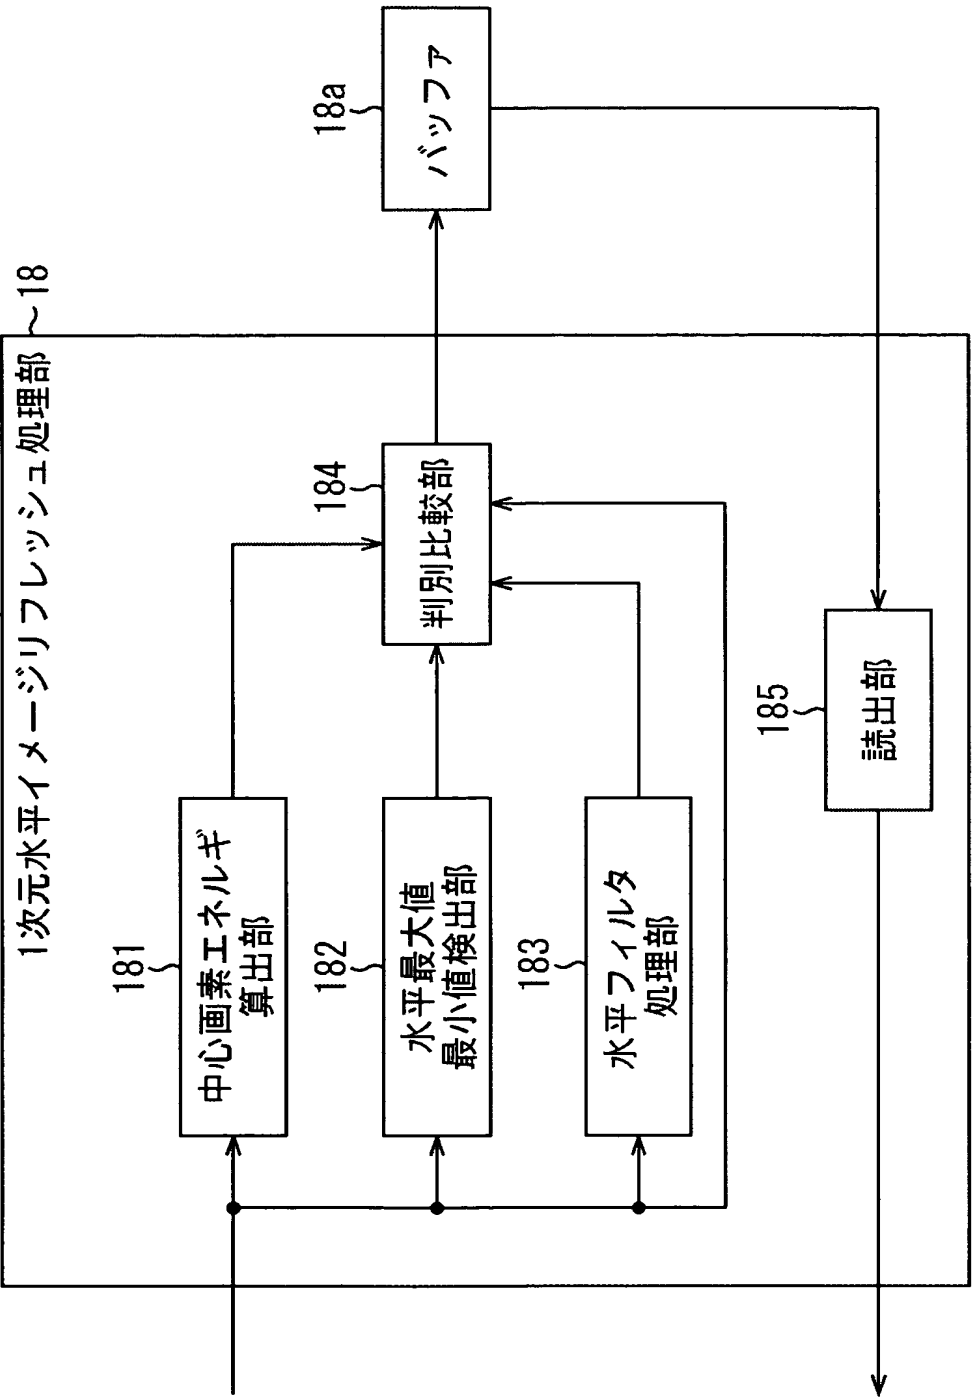 1次元水平イメージリフレッシュ処理部
18
181
中心画素エネルギ
算出部
182
水平最大値
最小値検出部
183
水平フィルタ
処理部
184
判別比較部
18a
バッファ
185
読出部